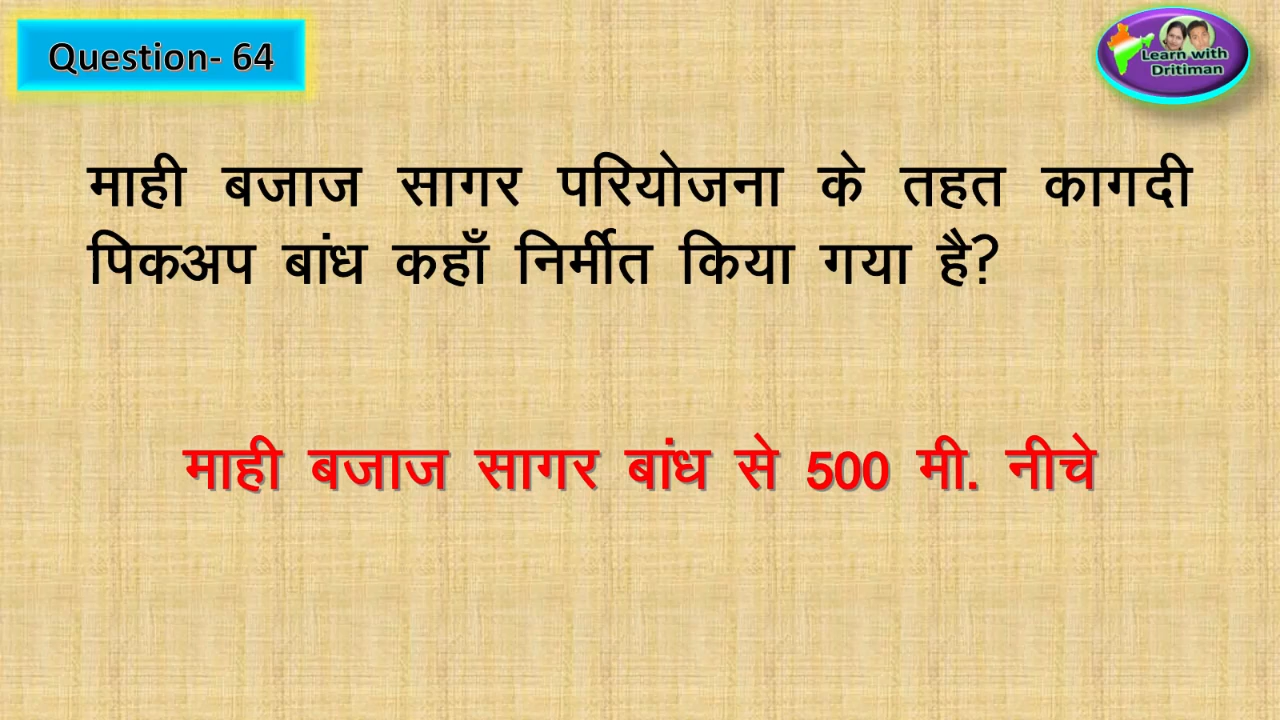 Question- 64
Learn with
Dritiman
माही बजाज सागर परियोजना के तहत कागदी
पिकअप बांध कहाँ निर्मीत किया गया है?
माही बजाज सागर बांध से 500 मी. नीचे